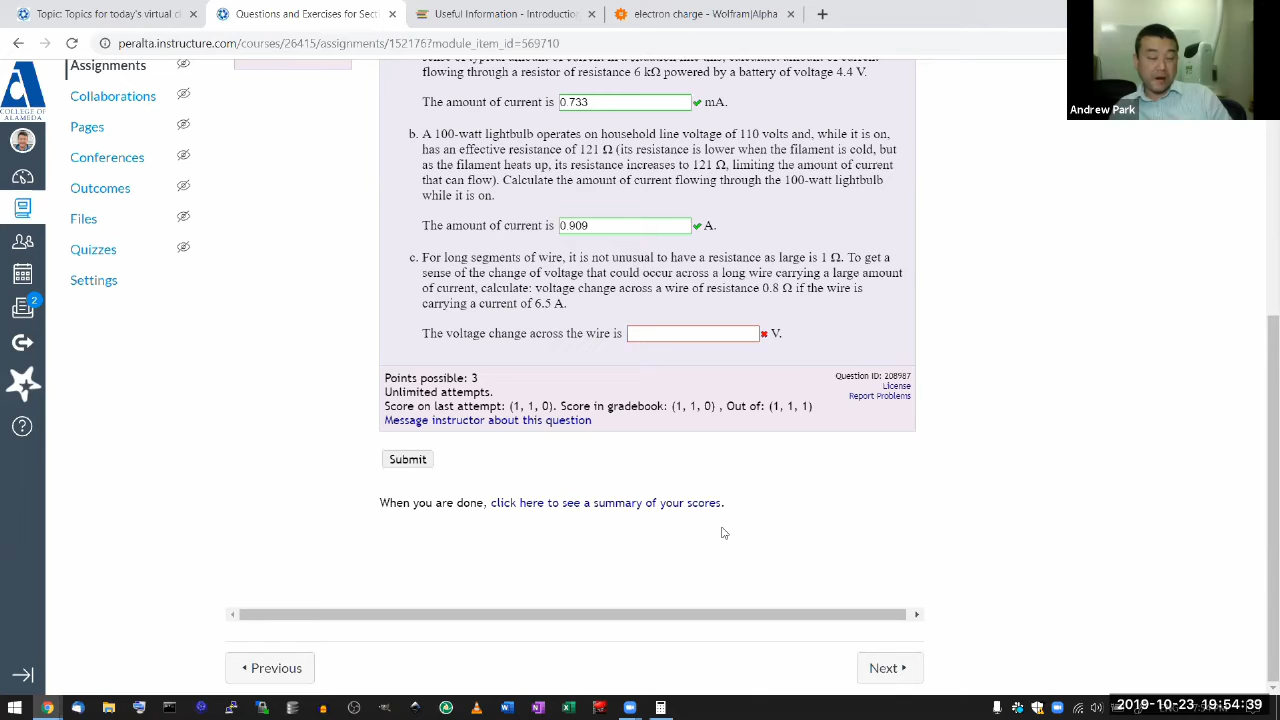 Topic: Topics for Today's virtual cl
Questions and Exercises for Sect
Useful Information - Introduction
electron charge - Wolfram|Alpha
peralta.instructure.com/courses/26415/assignments/152176?module_item_id=569710
Andrew Park
COLLEGE OF
ALAMEDA
Assignments
Collaborations
Pages
Conferences
Outcomes
Files
Quizzes
Settings
2
flowing through a resistor of resistance 6 kΩ powered by a battery of voltage 4.4 V.
The amount of current is 0.733 mA.
b. A 100-watt lightbulb operates on household line voltage of 110 volts and, while it is on,
has an effective resistance of 121 Ω (its resistance is lower when the filament is cold, but
as the filament heats up, its resistance increases to 121 Ω, limiting the amount of current
that can flow). Calculate the amount of current flowing through the 100-watt lightbulb
while it is on.
The amount of current is 0.909 A.
c. For long segments of wire, it is not unusual to have a resistance as large is 1 Ω. To get a
sense of the change of voltage that could occur across a long wire carrying a large amount
of current, calculate: voltage change across a wire of resistance 0.8 Ω if the wire is
carrying a current of 6.5 A.
The voltage change across the wire is V.
Points possible: 3
Unlimited attempts.
Score on last attempt: (1, 1, 0). Score in gradebook: (1, 1, 0) , Out of: (1, 1, 1)
Message instructor about this question
Question ID: 208987
License
Report Problems
Submit
When you are done, click here to see a summary of your scores.
Previous
Next
2019-10-23 19:54:39